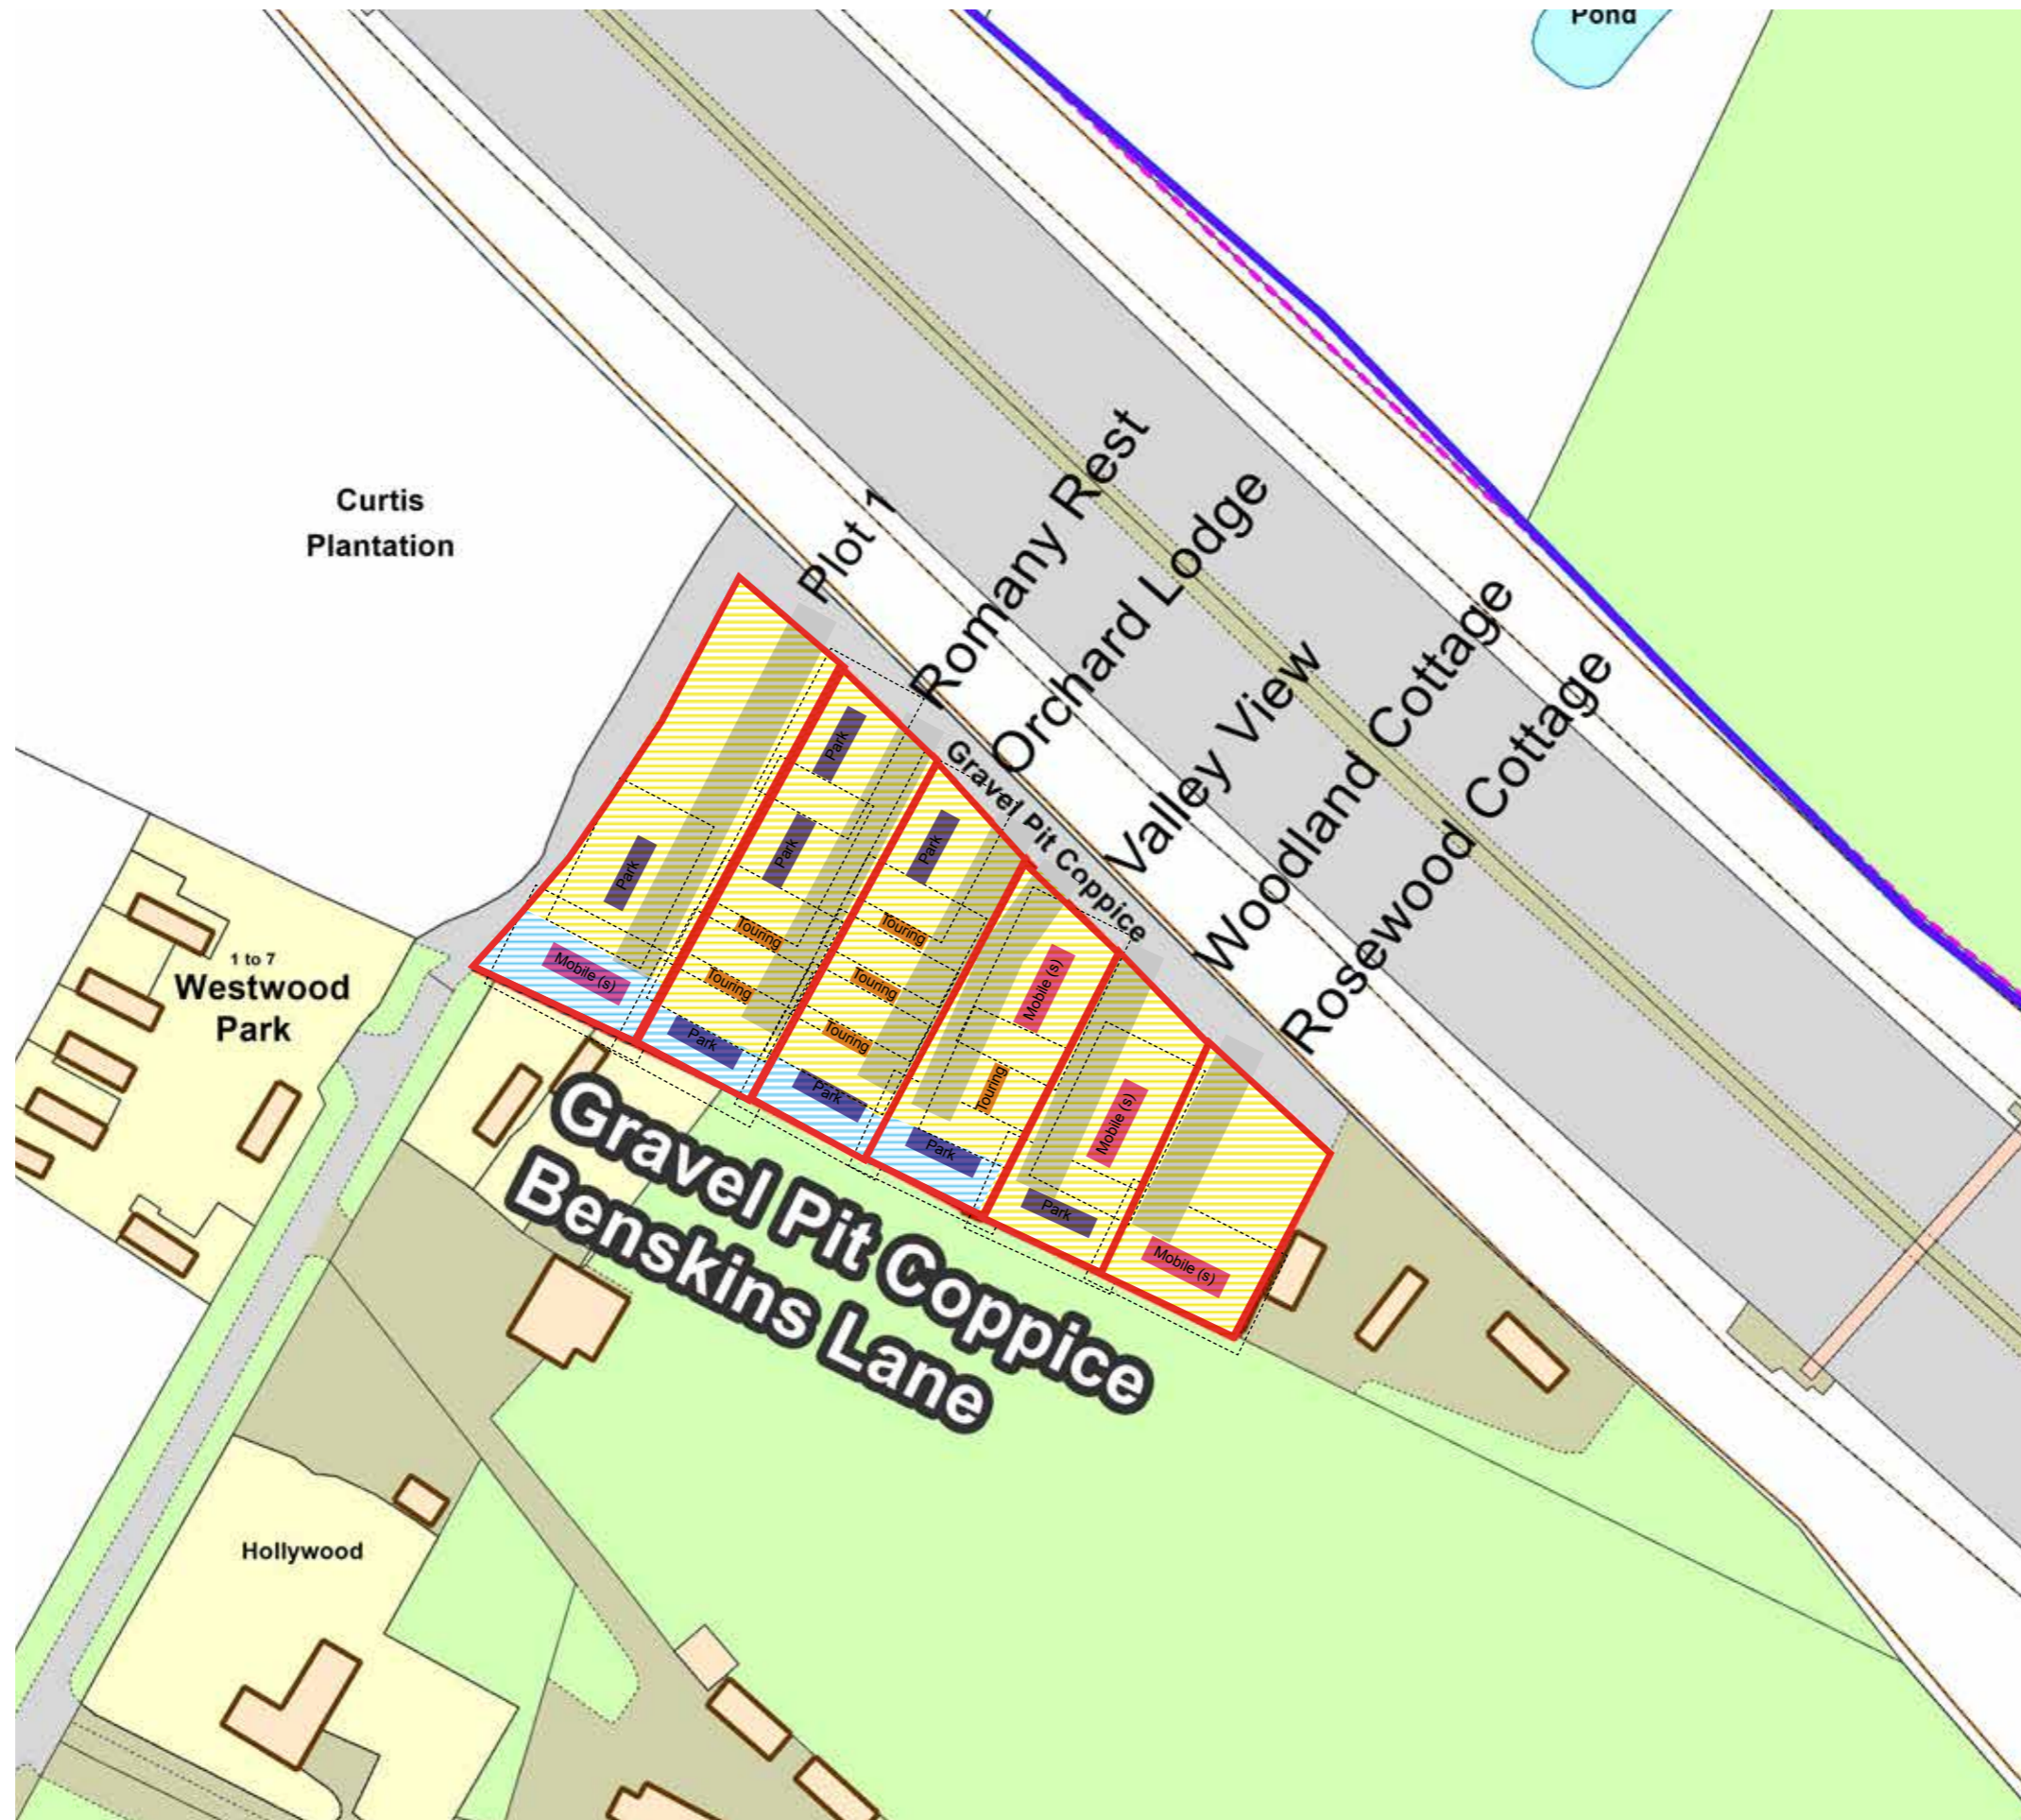 Pond
Curtis
Plantation
Plot 1
Romany Rest
Orchard Lodge
Valley View
Woodland Cottage
Rosewood Cottage
Gravel Pit Coppice
Park
Mobile (s)
Park
Park
Touring
Touring
Park
Park
Touring
Touring
Touring
Park
Mobile (s)
Touring
Park
Mobile (s)
Park
Mobile (s)
1 to 7
Westwood
Park
Gravel Pit Coppice
Benskins Lane
Hollywood